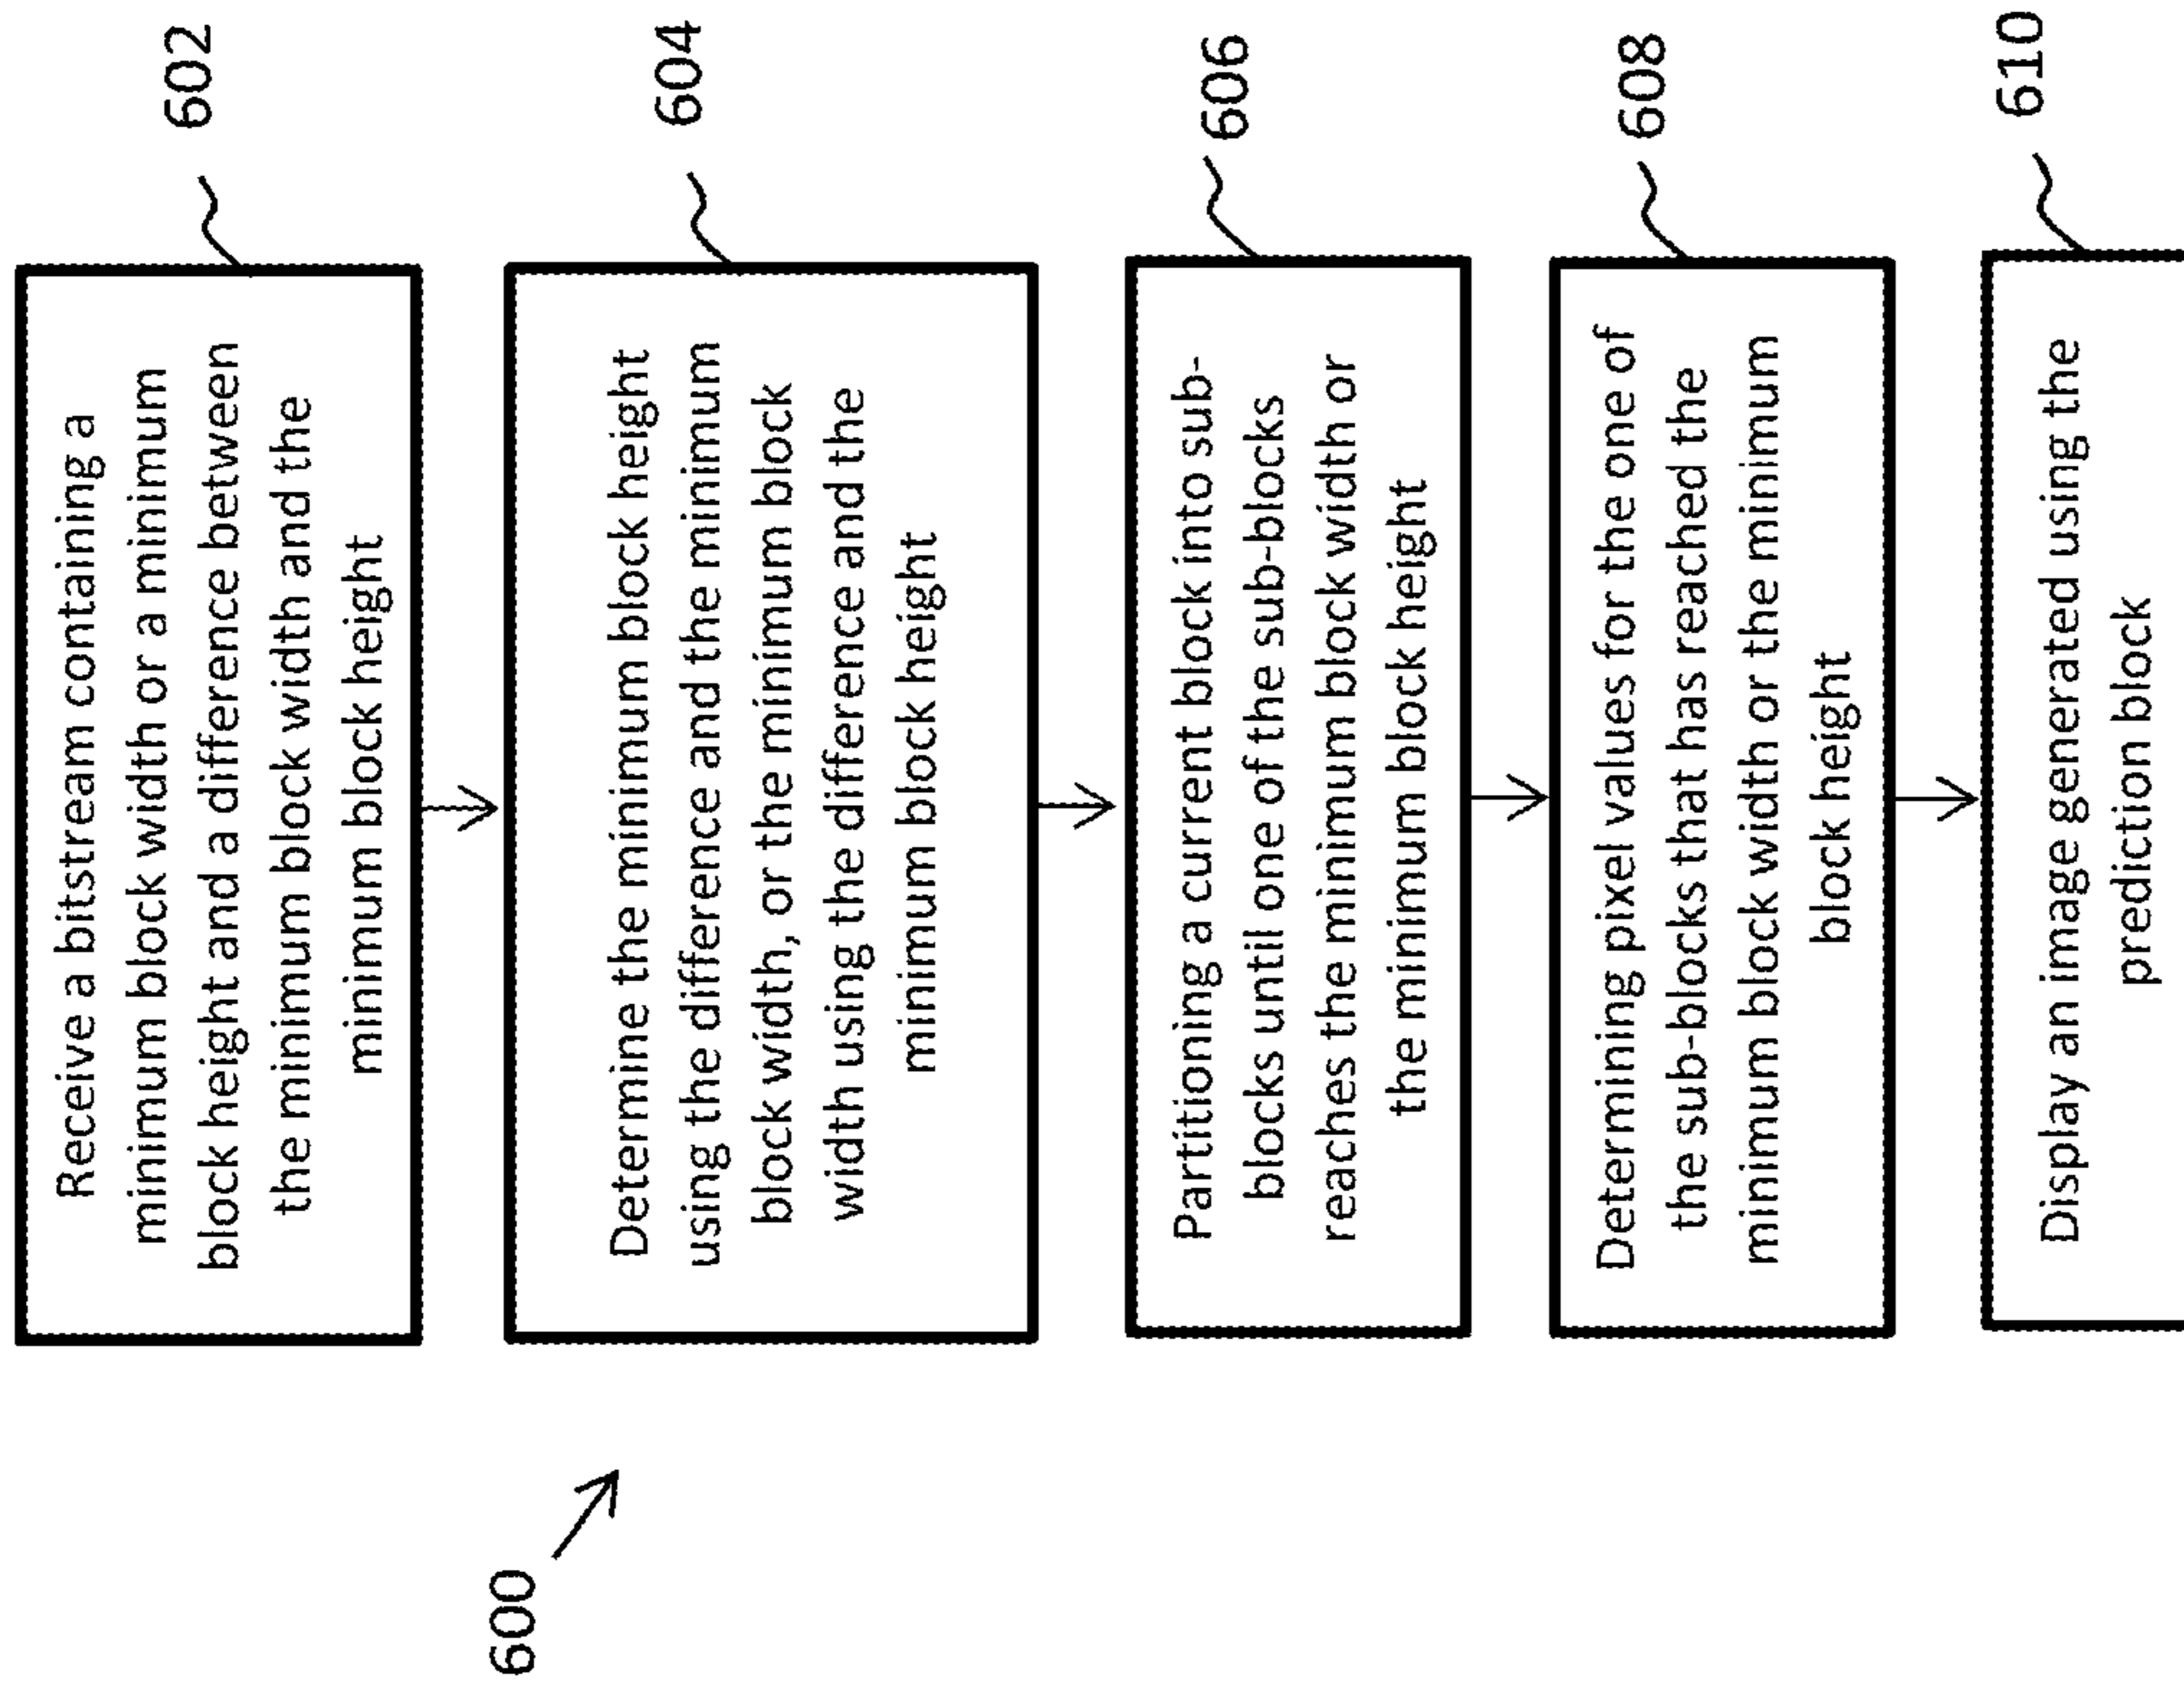 600
602
Receive a bitstream containing a
minimum block width or a minimum
block height and a difference between
the minimum block width and the
minimum block height
604
Determine the minimum block height
using the difference and the minimum
block width, or the minimum block
width using the difference and the
minimum block height
606
Partitioning a current block into sub-
blocks until one of the sub-blocks
reaches the minimum block width or
the minimum block height
608
Determining pixel values for the one of
the sub-blocks that has reached the
minimum block width or the minimum
block height
610
Display an image generated using the
prediction block